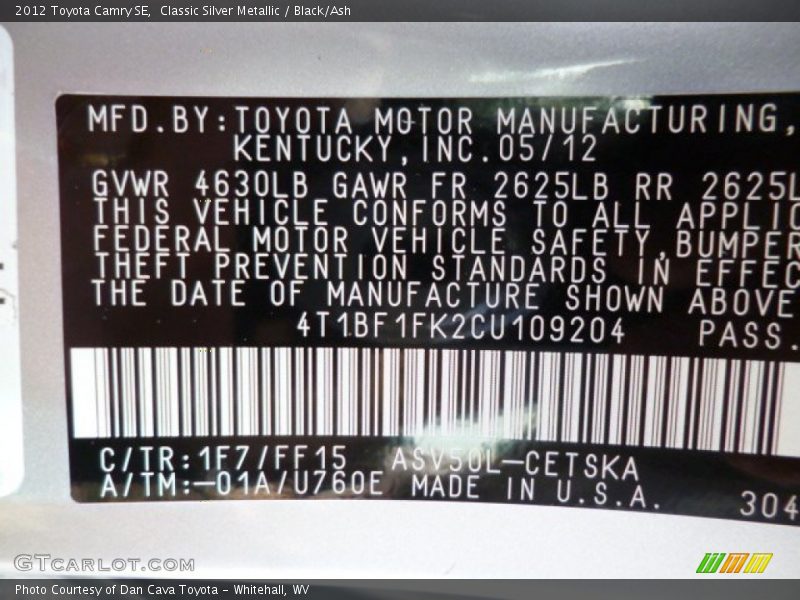 2012 Toyota Camry SE,  Classic Silver Metallic / Black/Ash
MFD.BY:TOYOTA MOTOR MANUFACTURING,
KENTUCKY,INC.05/12
GVWR 4630LB GAWR FR 2625LB RR 2625L
THIS VEHICLE CONFORMS TO ALL APPLIC
FEDERAL MOTOR VEHICLE SAFETY,BUMPER
THEFT PREVENTION STANDARDS IN EFFEC
THE DATE OF MANUFACTURE SHOWN ABOVE
4T1BF1FK2CU109204 PASS.
C/TR:1F7/FF15 ASV50L-CETSKA
A/TM:-01A/U760E MADE IN U.S.A.
304
GTCARLOT.COM
Photo Courtesy of Dan Cava Toyota - Whitehall, WV